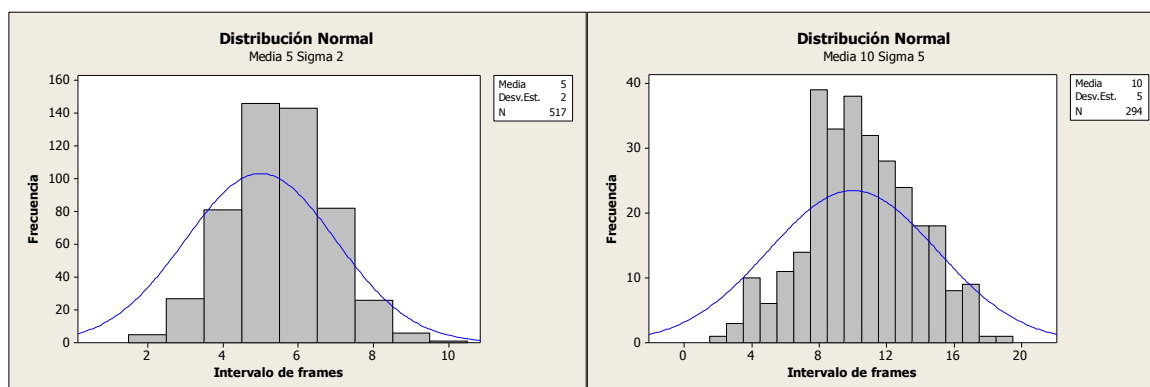 Distribución Normal
Media 5 Sigma 2
160
140
120
100
80
60
40
20
0
Frecuencia
2 4 6 8 10
Intervalo de frames
Media 5
Desv.Est. 2
N 517
Distribución Normal
Media 10 Sigma 5
40
30
20
10
0
Frecuencia
0 4 8 12 16 20
Intervalo de frames
Media 10
Desv.Est. 5
N 294